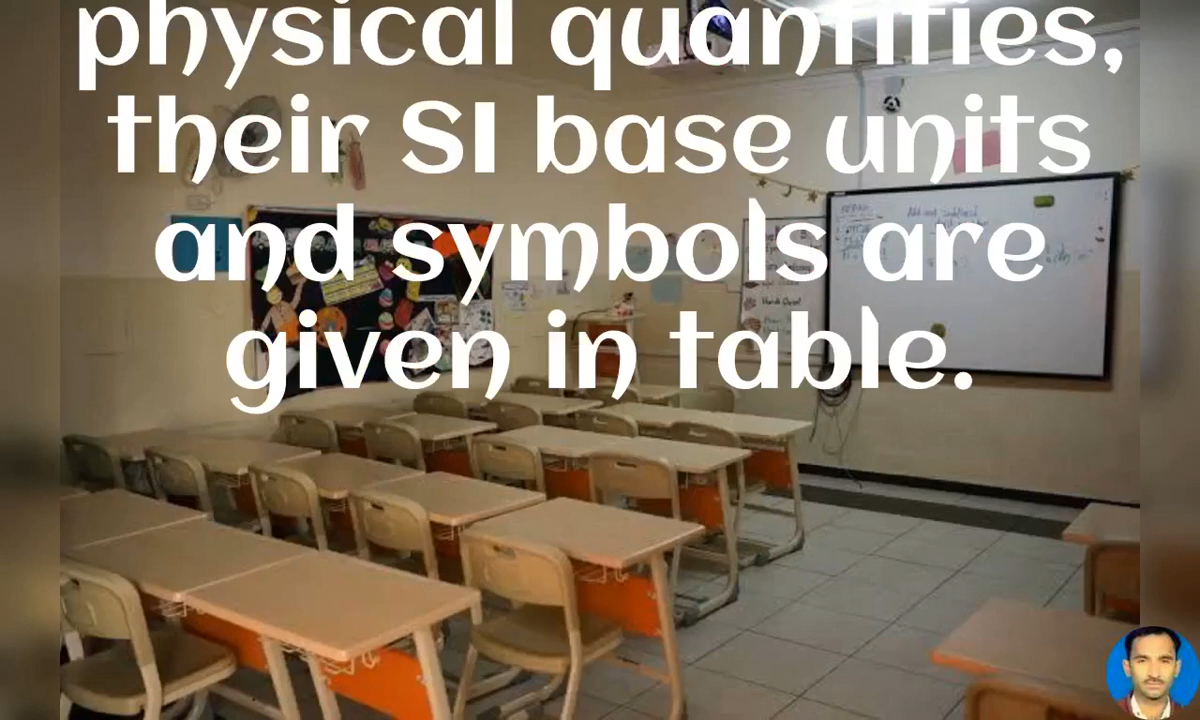 physical quantities,
their SI base units
and symbols are
given in table.